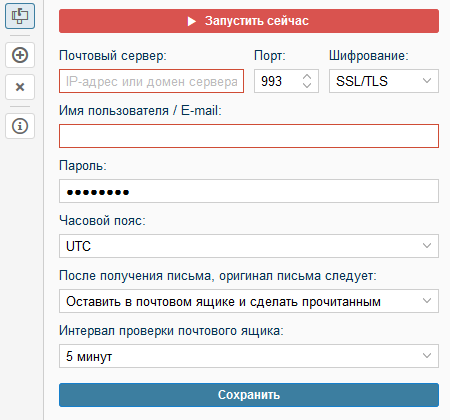 Запустить сейчас
Почтовый сервер: Порт: Шифрование:
IP-адрес или домен сервера 993 SSL/TLS
Имя пользователя / E-mail:
Пароль:
●●●●●●●●
Часовой пояс:
UTC
После получения письма, оригинал письма следует:
Оставить в почтовом ящике и сделать прочитанным
Интервал проверки почтового ящика:
5 минут
Сохранить